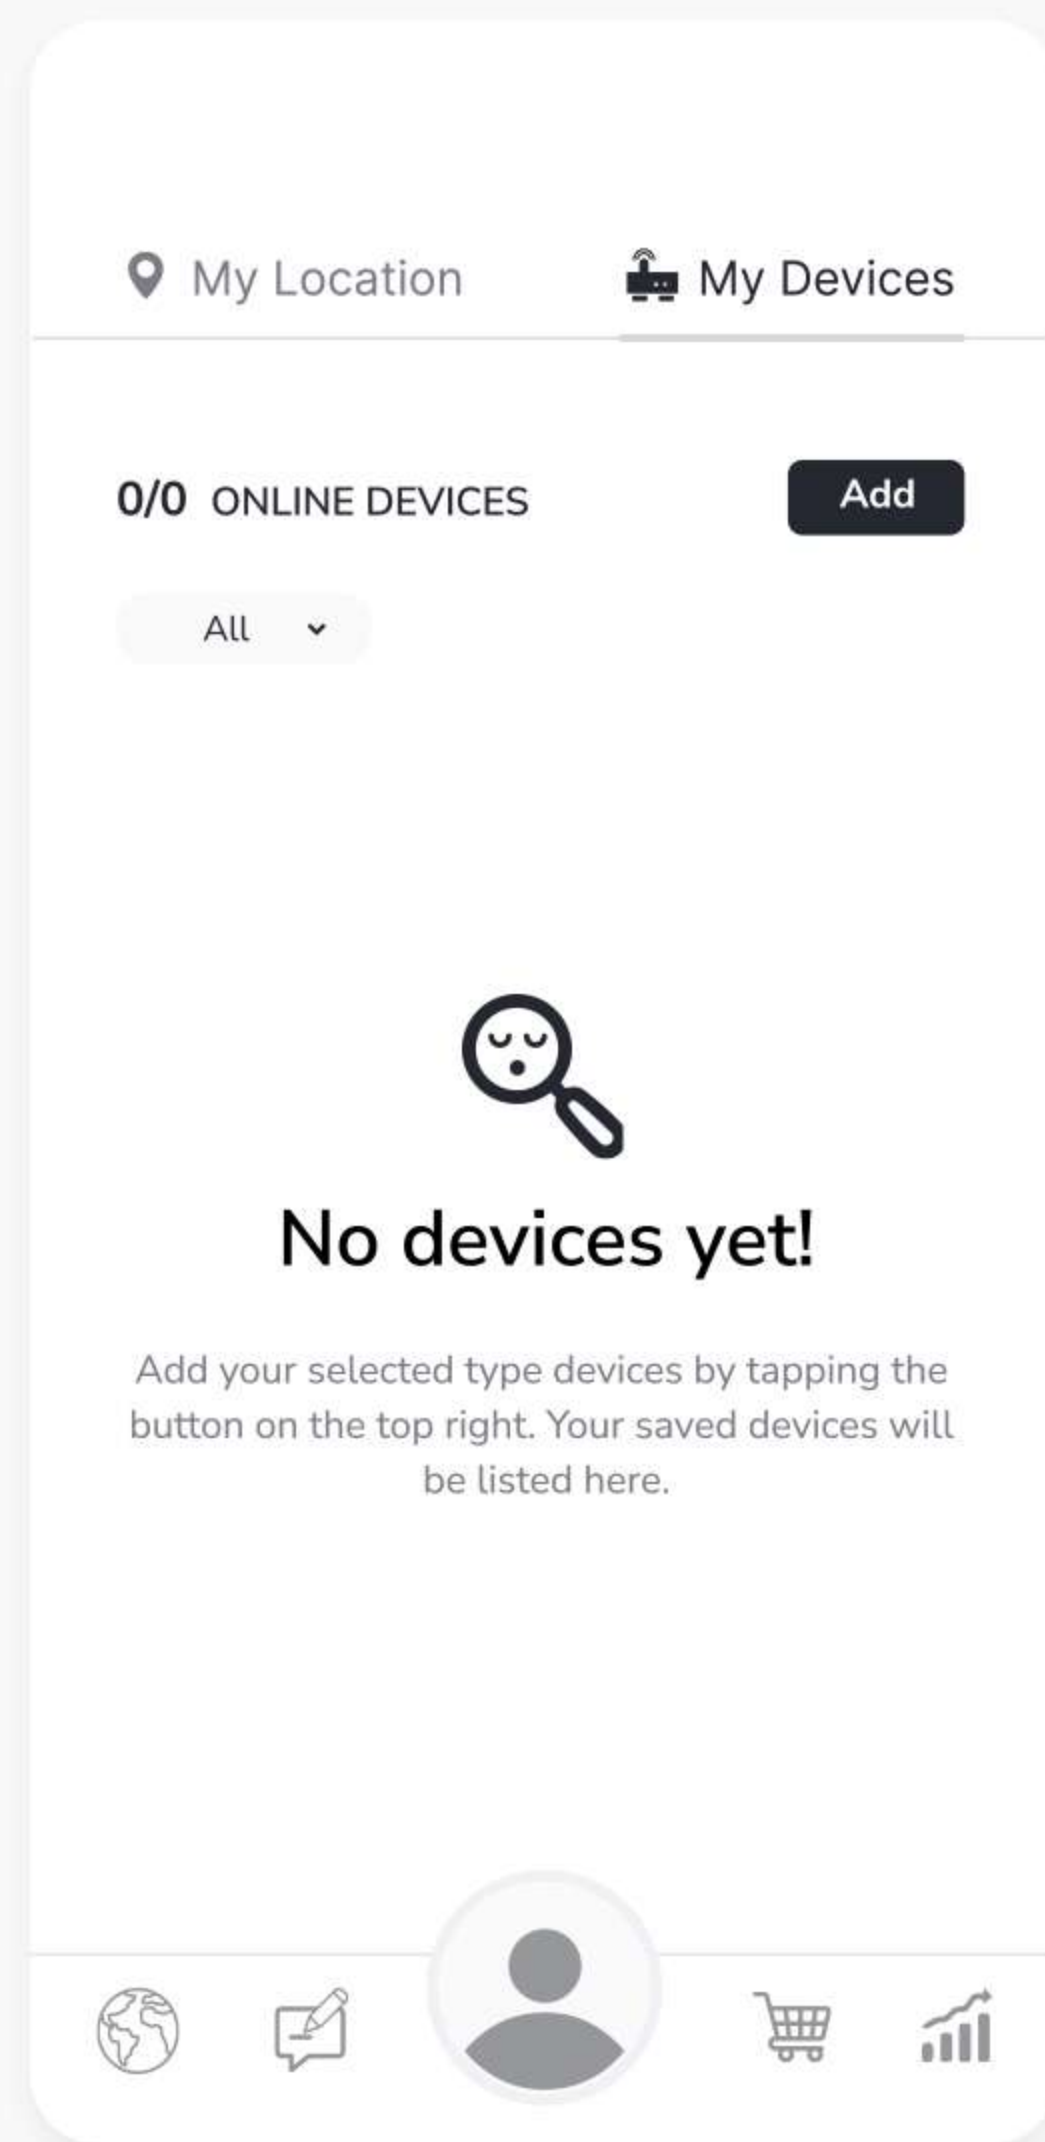 My Location
My Devices
0/0 ONLINE DEVICES
Add
All
No devices yet!
Add your selected type devices by tapping the
button on the top right. Your saved devices will
be listed here.